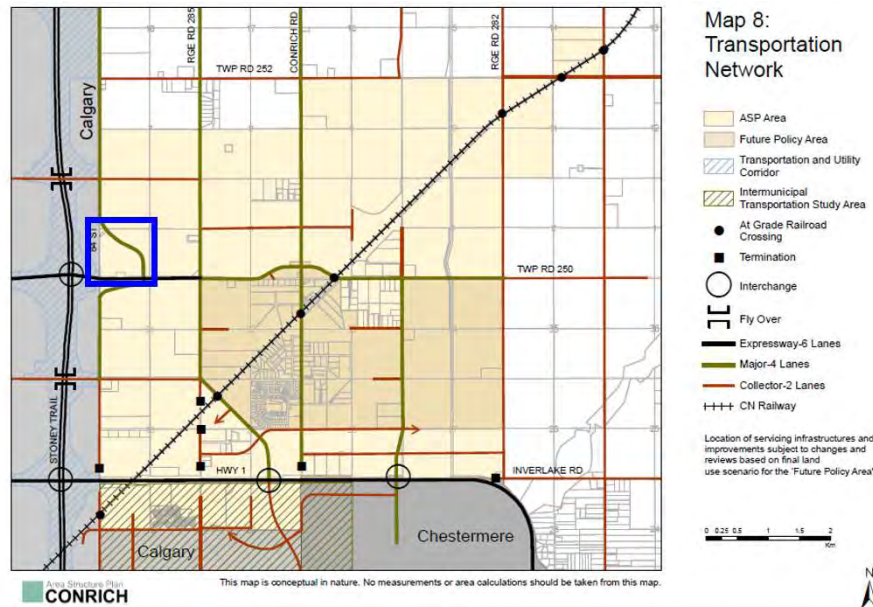 Map 8:
Transportation
Network
RGE RD 285
CONRICH RD
RGE RD 282
TWP RD 252
Calgary
84 ST
TWP RD 250
STONEY TRAIL
HWY 1
INVERLAKE RD
Calgary
Chestermere
ASP Area
Future Policy Area
Transportation and Utility
Corridor
Intermunicipal
Transportation Study Area
At Grade Railroad
Crossing
Termination
Interchange
Fly Over
Expressway-6 Lanes
Major-4 Lanes
Collector-2 Lanes
CN Railway
Location of servicing infrastructures and
improvements subject to changes and
reviews based on final land
use scenario for the 'Future Policy Area'
0 0.25 0.5 1 1.5 2
Km
N
Area Structure Plan
CONRICH
This map is conceptual in nature. No measurements or area calculations should be taken from this map.